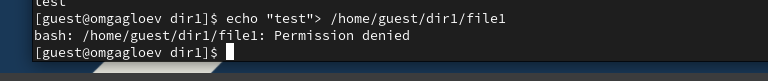 test
[guest@omgagloev dir1]$ echo "test"> /home/guest/dir1/file1
bash: /home/guest/dir1/file1: Permission denied
[guest@omgagloev dir1]$